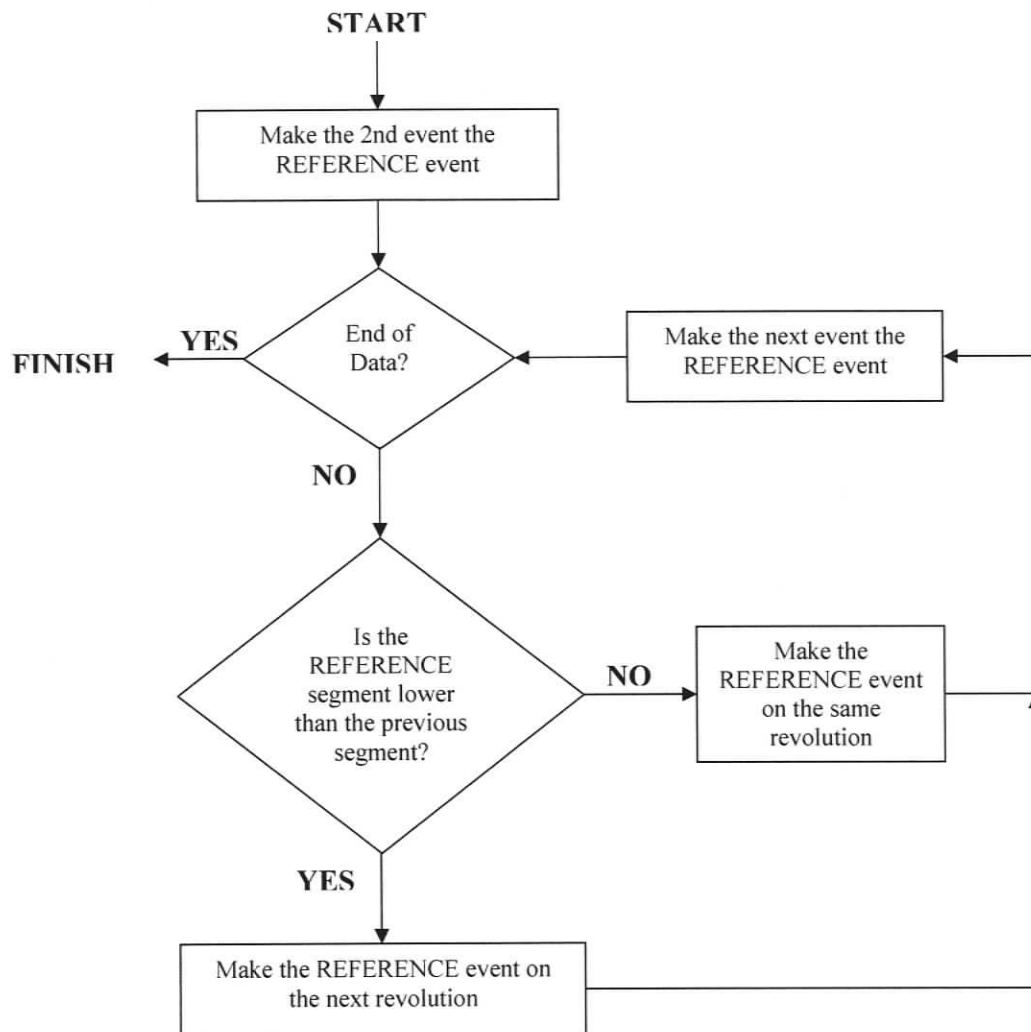 START
Make the 2nd event the
REFERENCE event
End of
Data?
YES
FINISH
Make the next event the
REFERENCE event
NO
Is the
REFERENCE
segment lower
than the previous
segment?
NO
Make the
REFERENCE event
on the same
revolution
YES
Make the REFERENCE event on
the next revolution